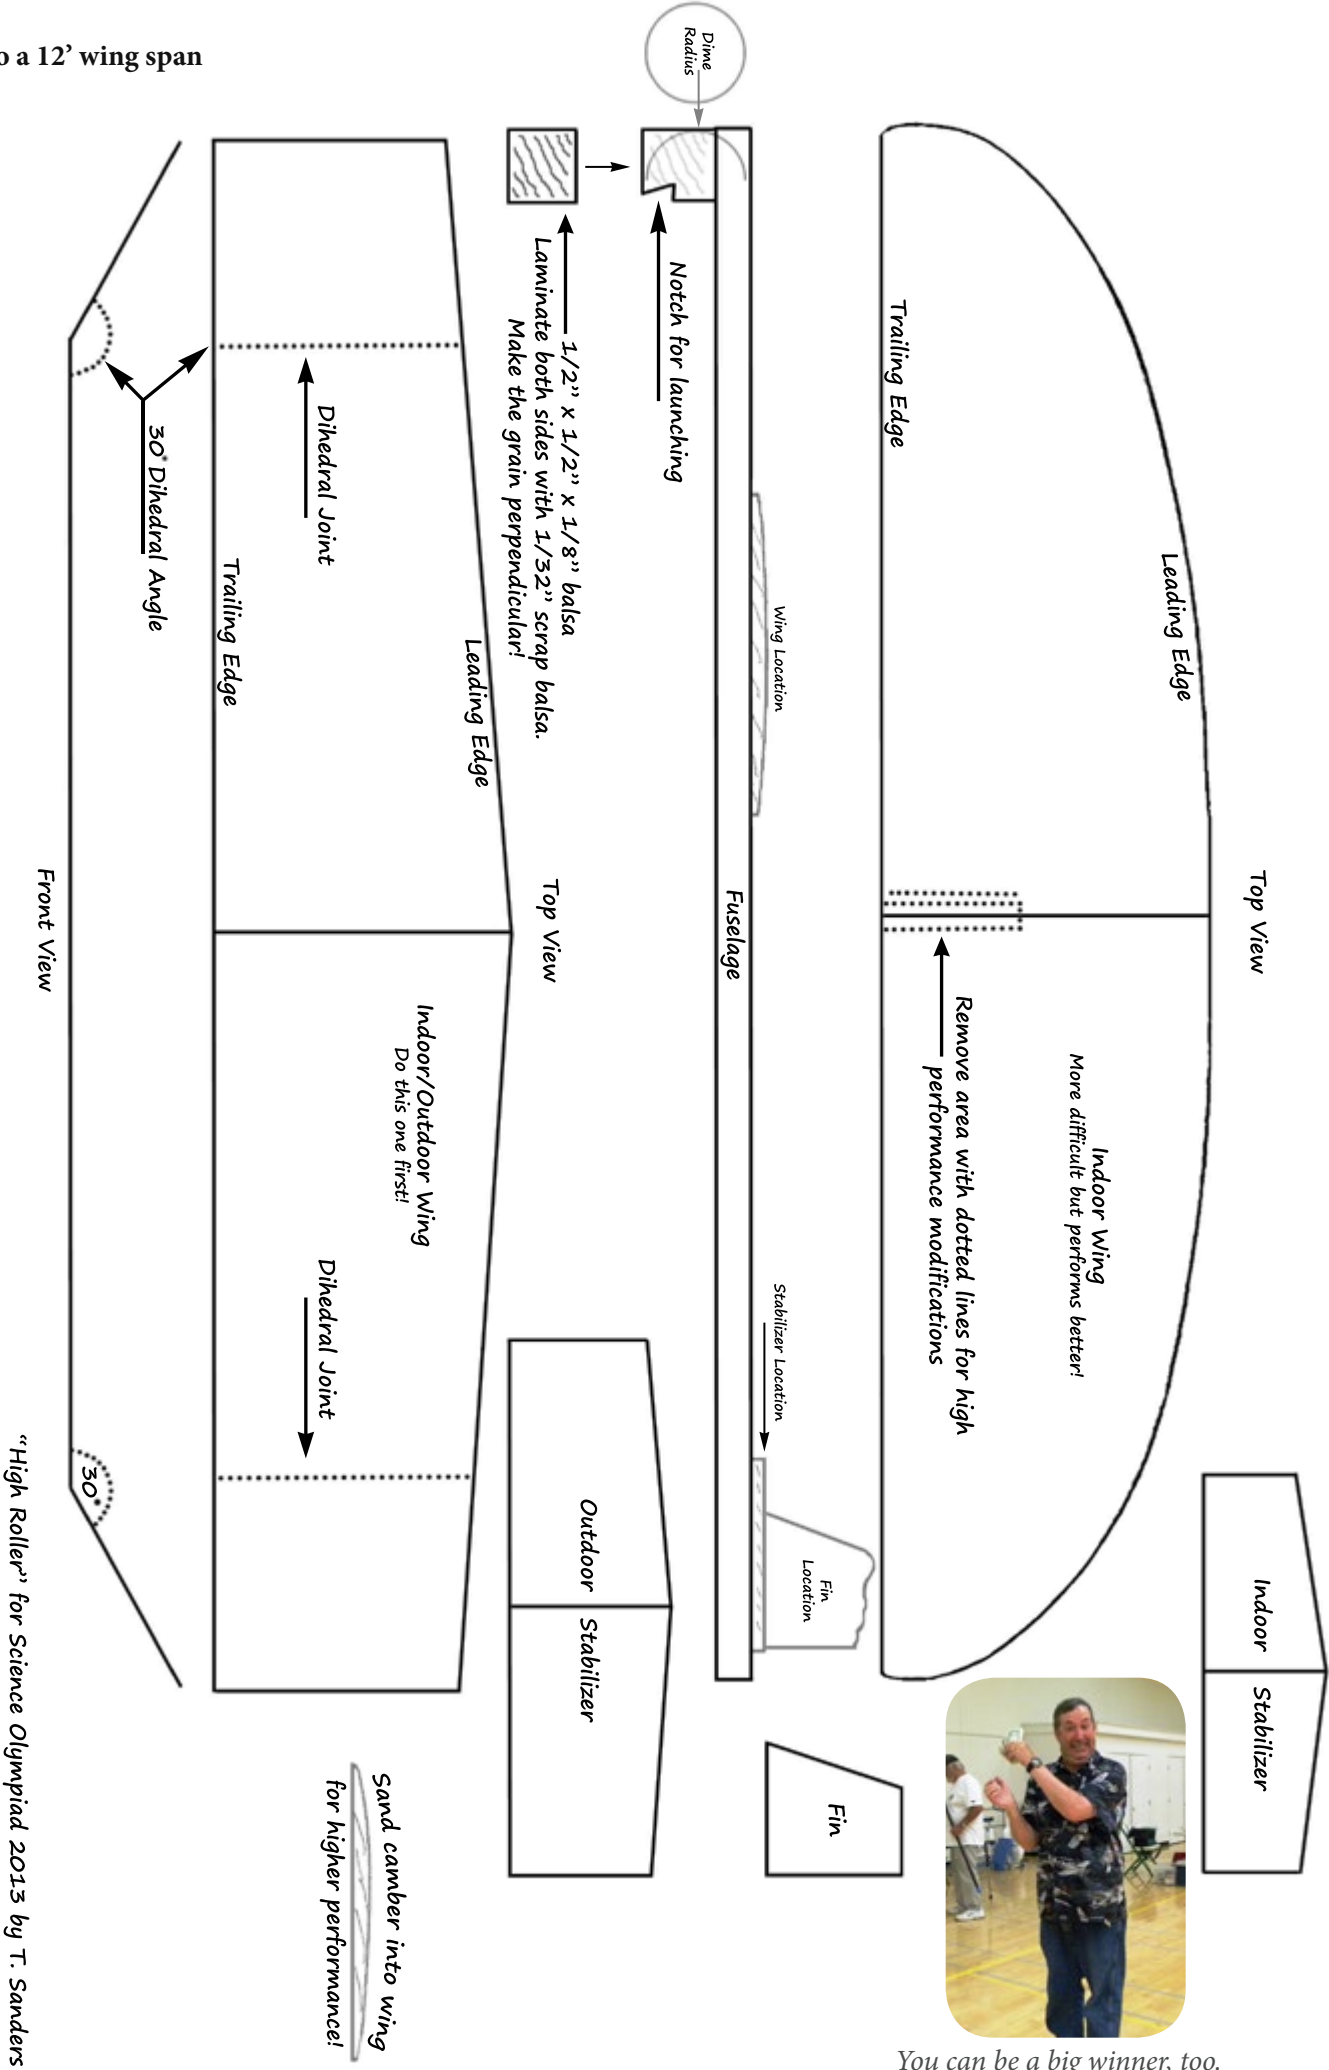 o a 12’ wing span
Dime
Radius
Notch for launching
1/2” x 1/2” x 1/8” balsa
Laminate both sides with 1/32” scrap balsa.
Make the grain perpendicular!
Top View
Leading Edge
Trailing Edge
Indoor Wing
More difficult but performs better!
Remove area with dotted lines for high
performance modifications
Indoor Stabilizer
Wing Location
Fuselage
Stabilizer Location
Fin
Location
Fin
Top View
Leading Edge
Trailing Edge
Dihedral Joint
Indoor/Outdoor Wing
Do this one first!
Dihedral Joint
Outdoor Stabilizer
30° Dihedral Angle
Front View
30°
Sand camber into wing
for higher performance!
“High Roller” for Science Olympiad 2013 by T. Sanders
You can be a big winner, too.